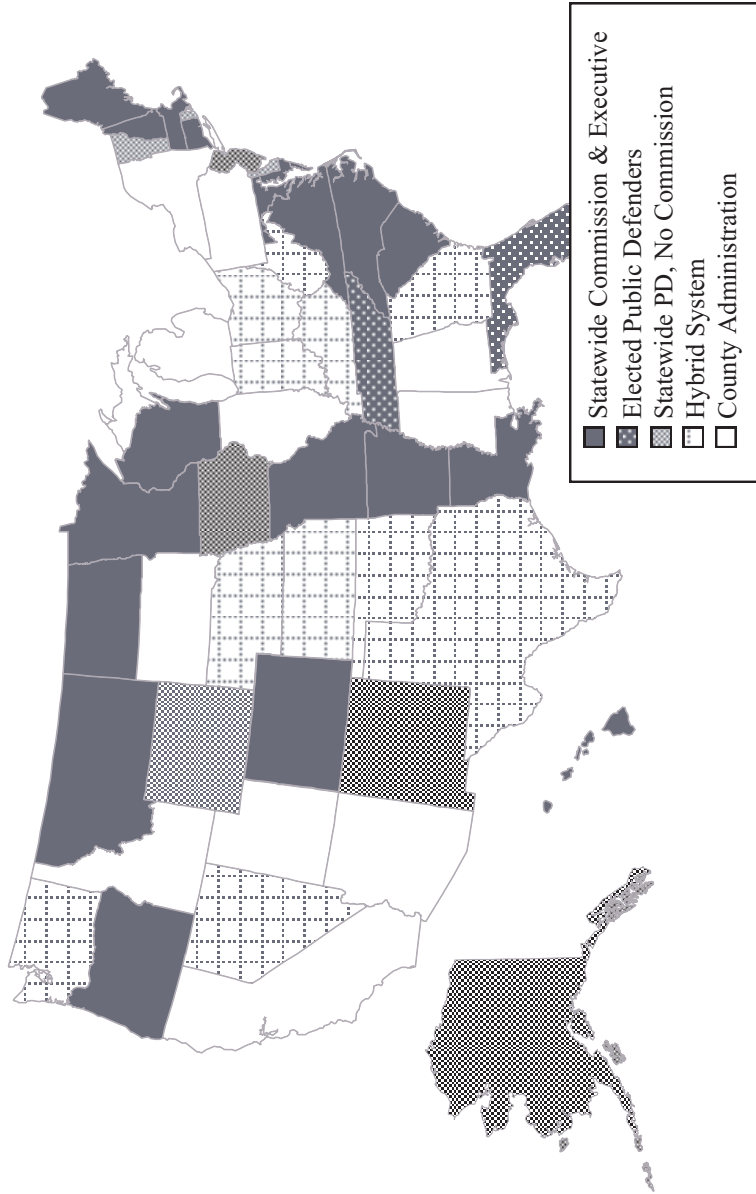 Statewide Commission & Executive
Elected Public Defenders
Statewide PD, No Commission
Hybrid System
County Administration